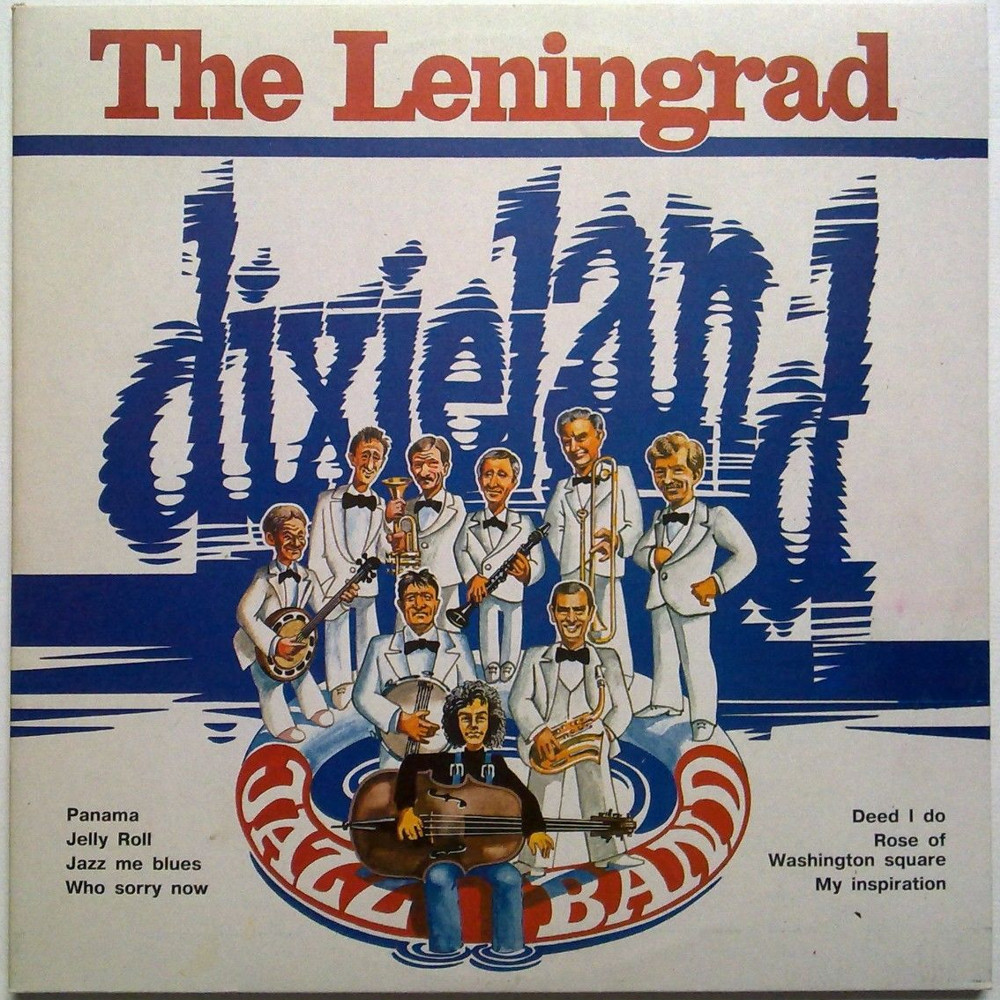 The Leningrad
dixieland
JAZZ BAND
Panama
Jelly Roll
Jazz me blues
Who sorry now
Deed I do
Rose of
Washington square
My inspiration